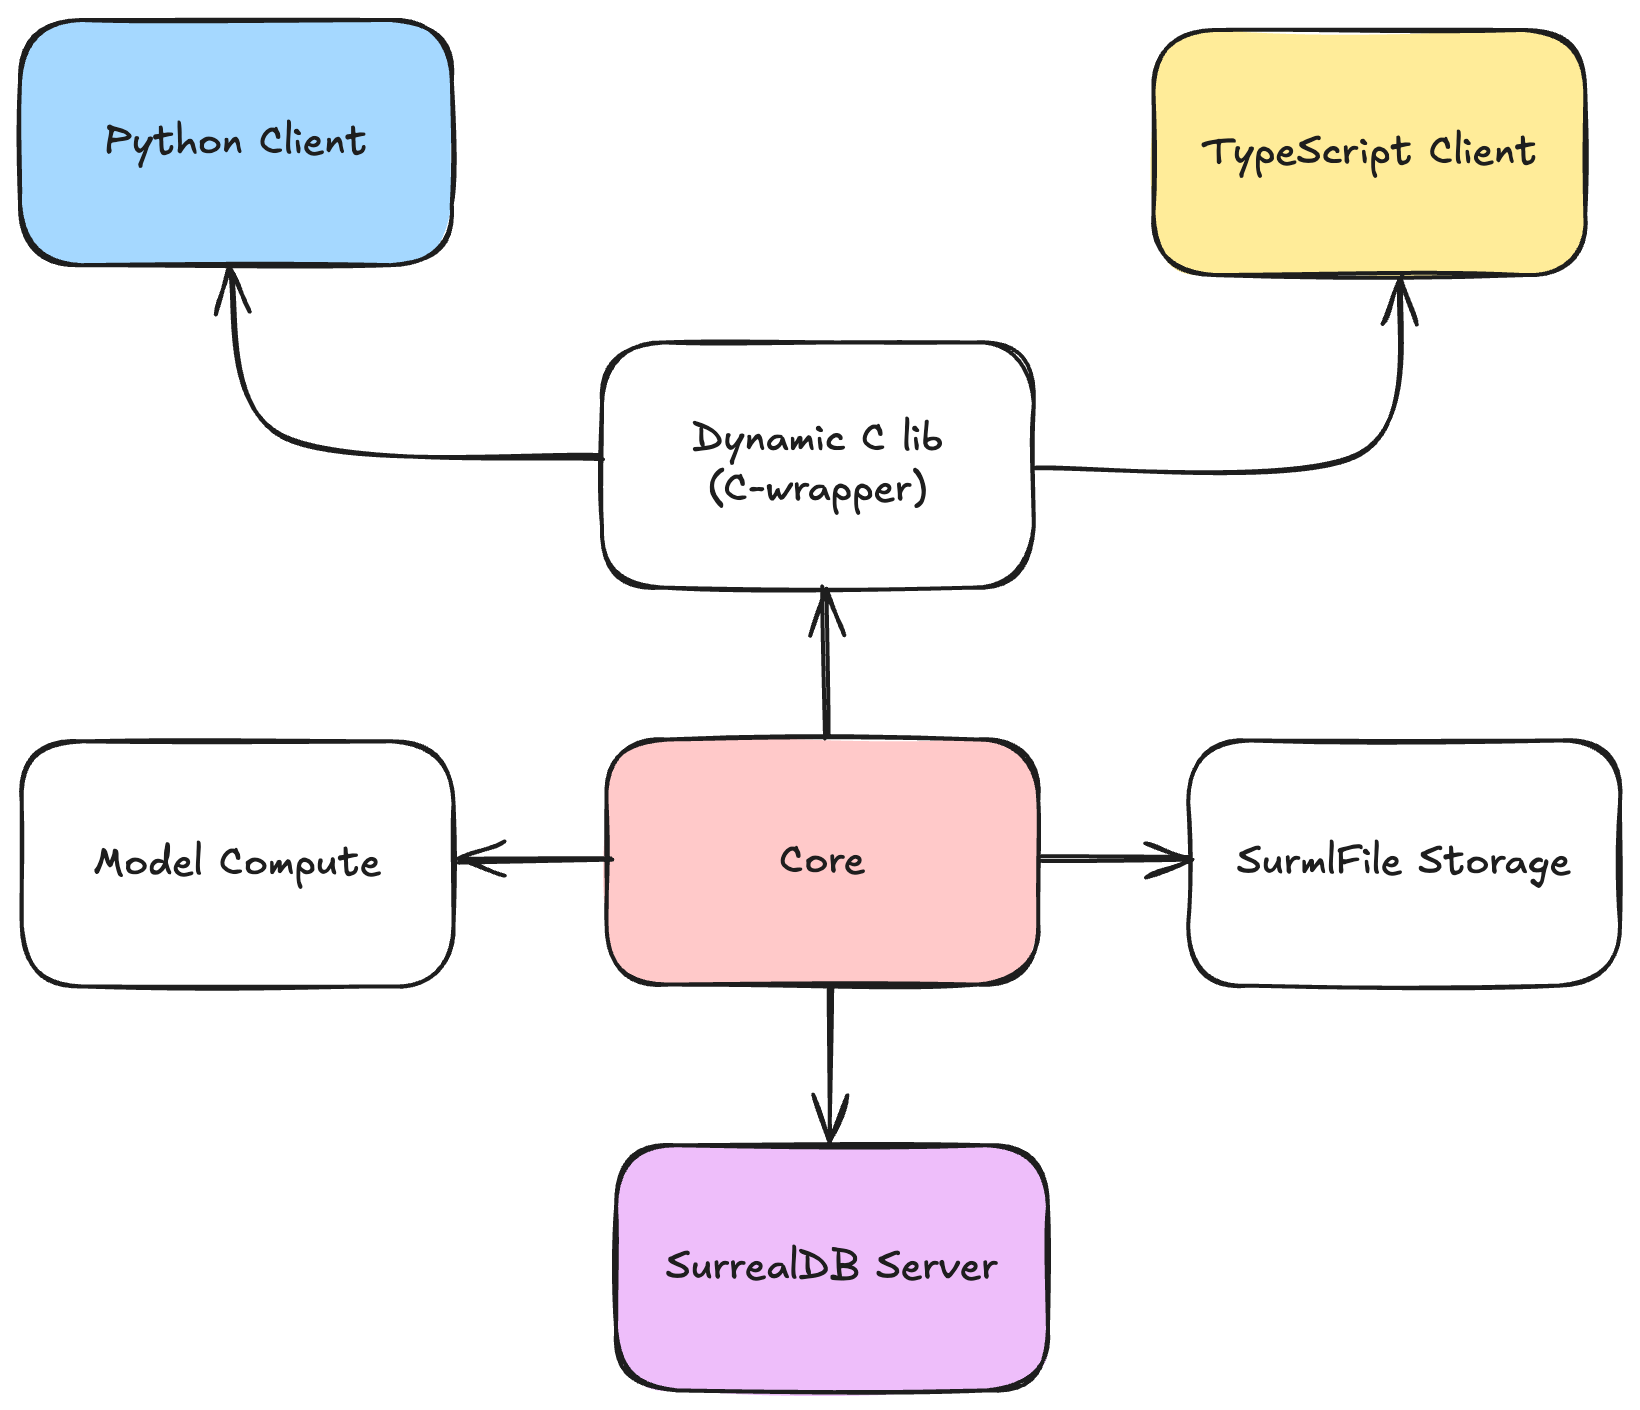 Python Client
TypeScript Client
Dynamic C lib
(C-wrapper)
Model Compute
Core
SurmlFile Storage
SurrealDB Server